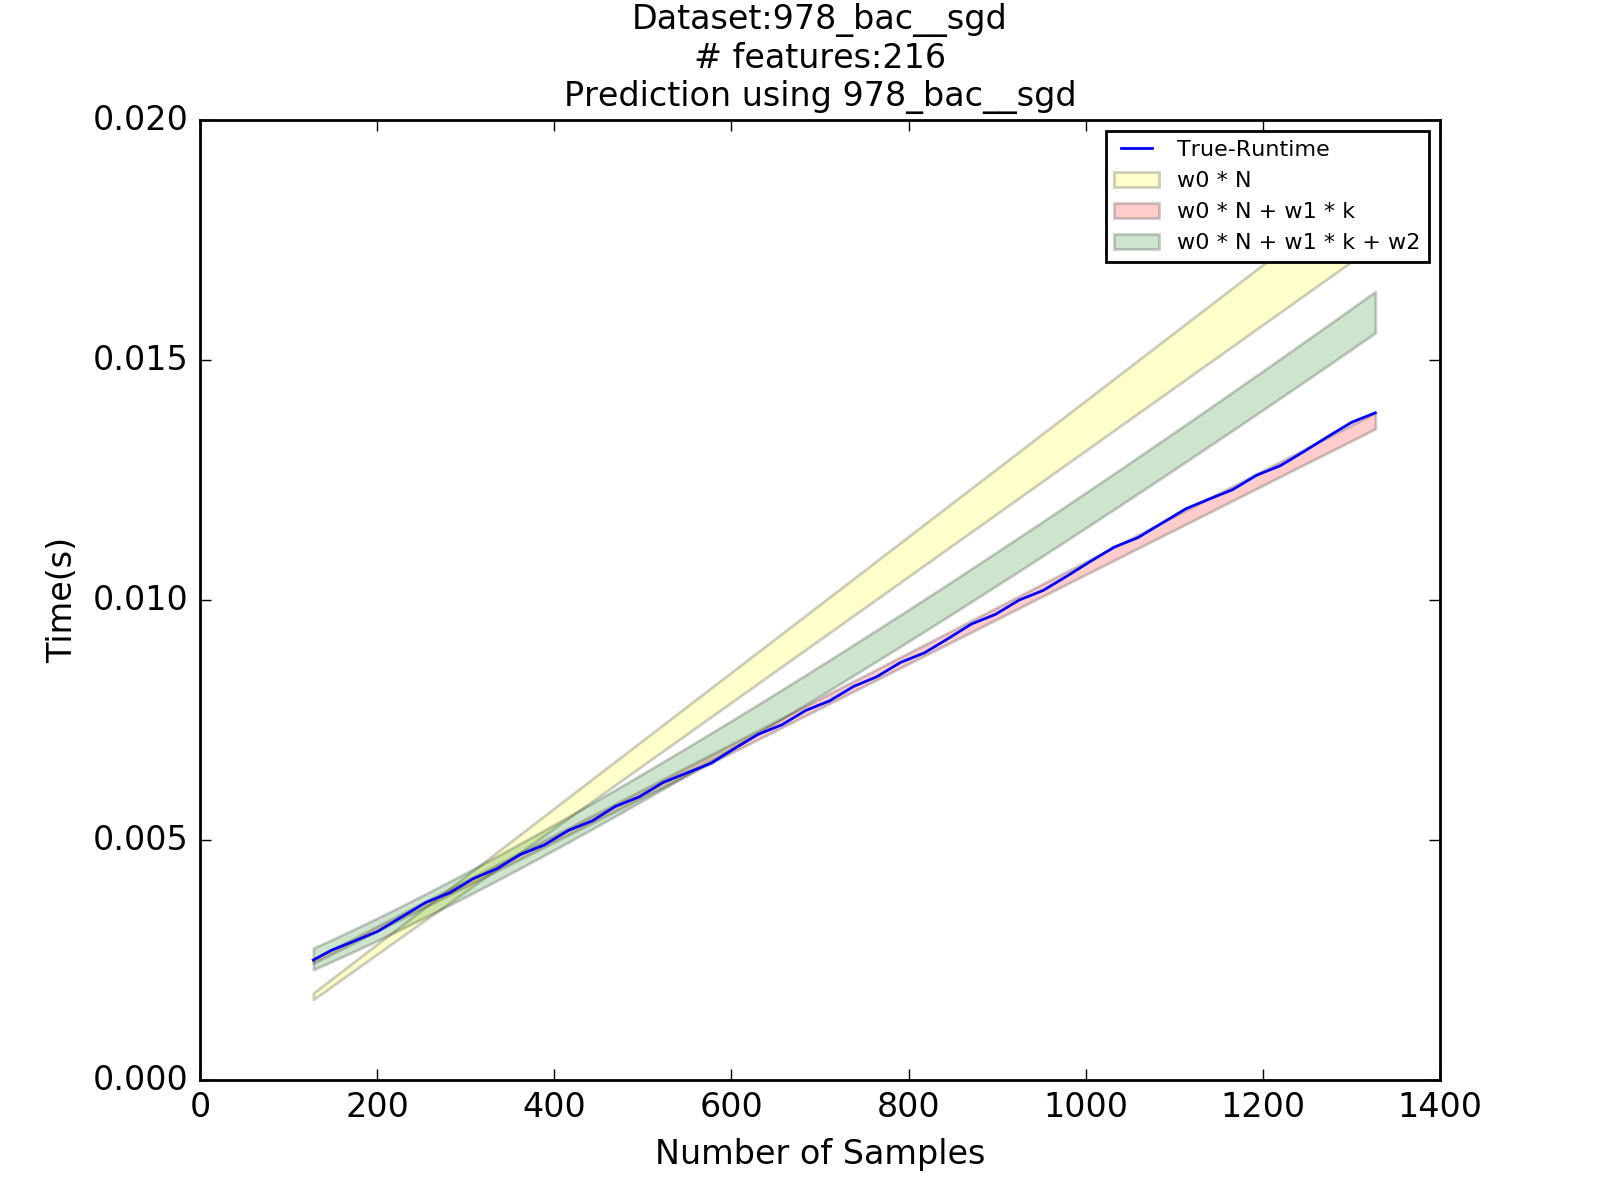 Dataset:978_bac__sgd
# features:216
Prediction using 978_bac__sgd
0.020
0.015
0.010
0.005
0.000
Time(s)
True-Runtime
w0 * N
w0 * N + w1 * k
w0 * N + w1 * k + w2
0 200 400 600 800 1000 1200 1400
Number of Samples